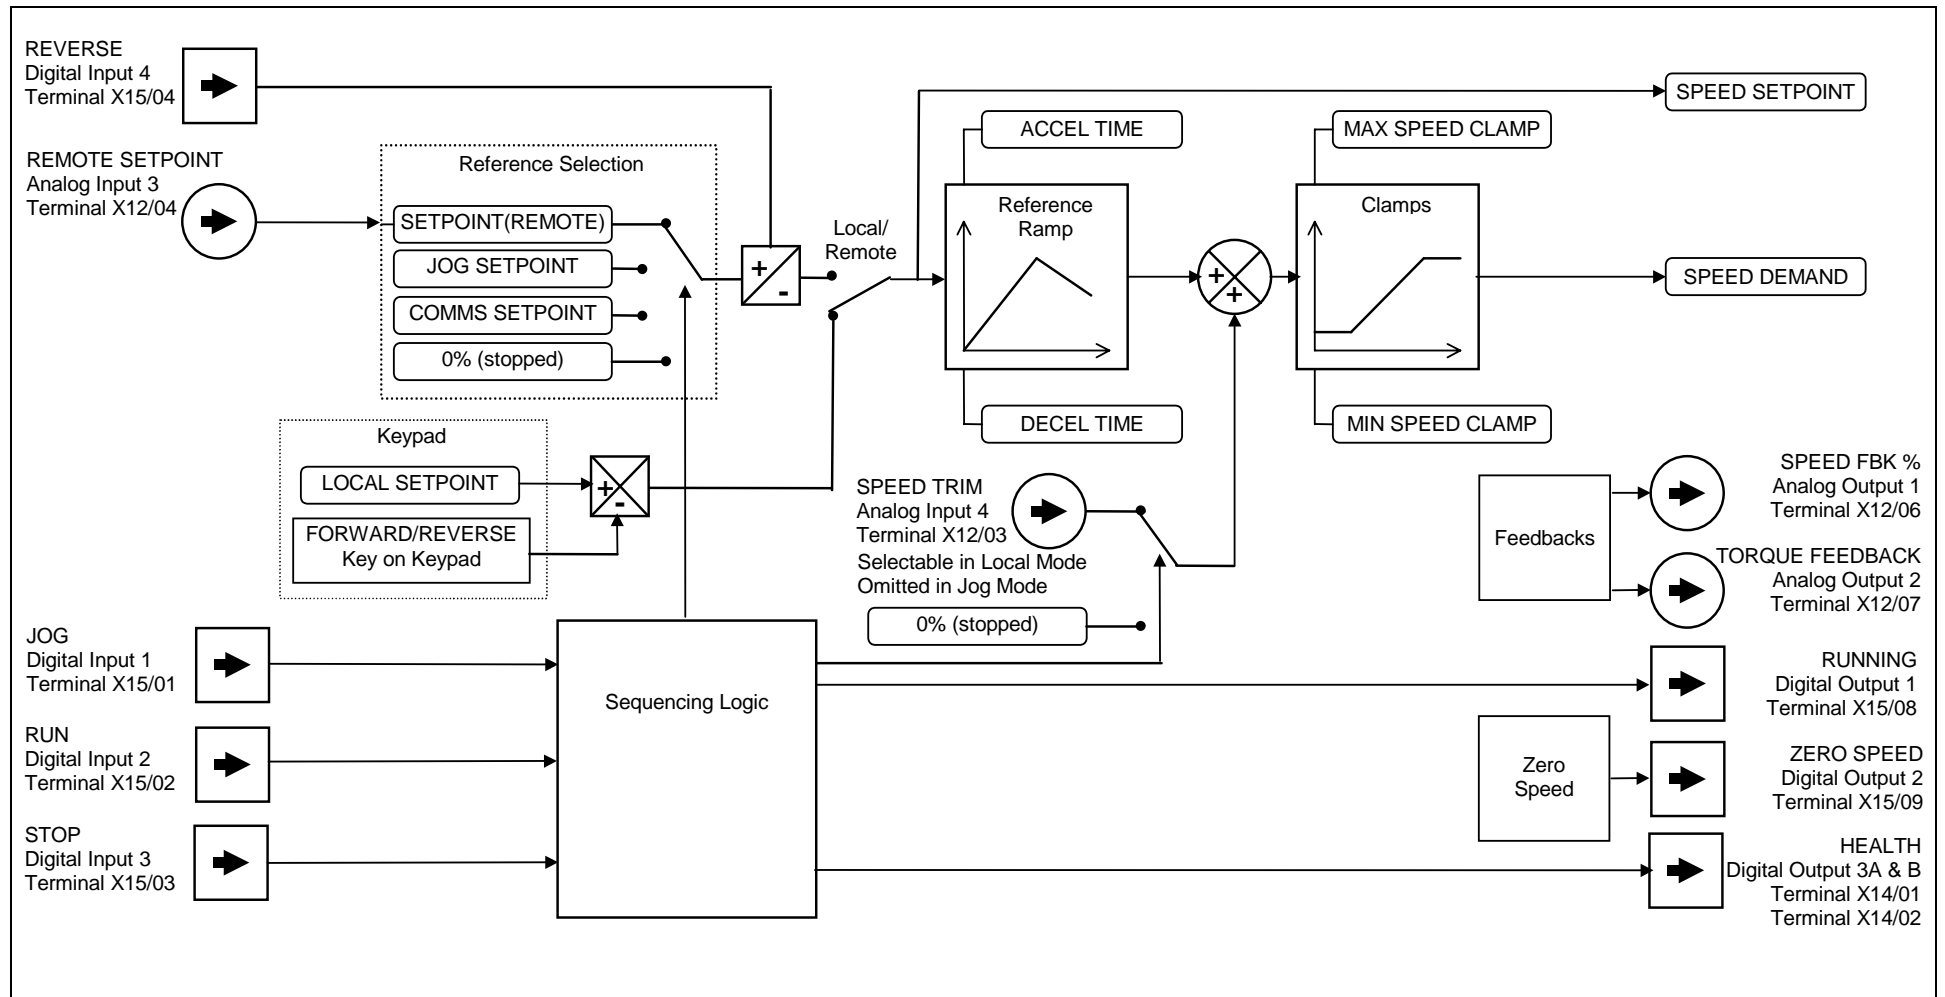 REVERSE
Digital Input 4
Terminal X15/04
REMOTE SETPOINT
Analog Input 3
Terminal X12/04
Reference Selection
SETPOINT(REMOTE)
JOG SETPOINT
COMMS SETPOINT
0% (stopped)
+
-
Local/
Remote
Keypad
LOCAL SETPOINT
FORWARD/REVERSE
Key on Keypad
+
-
ACCEL TIME
Reference
Ramp
DECEL TIME
+
+
MAX SPEED CLAMP
Clamps
MIN SPEED CLAMP
SPEED SETPOINT
SPEED DEMAND
SPEED TRIM
Analog Input 4
Terminal X12/03
Selectable in Local Mode
Omitted in Jog Mode
0% (stopped)
JOG
Digital Input 1
Terminal X15/01
RUN
Digital Input 2
Terminal X15/02
STOP
Digital Input 3
Terminal X15/03
Sequencing Logic
Feedbacks
SPEED FBK %
Analog Output 1
Terminal X12/06
TORQUE FEEDBACK
Analog Output 2
Terminal X12/07
RUNNING
Digital Output 1
Terminal X15/08
Zero
Speed
ZERO SPEED
Digital Output 2
Terminal X15/09
HEALTH
Digital Output 3A & B
Terminal X14/01
Terminal X14/02